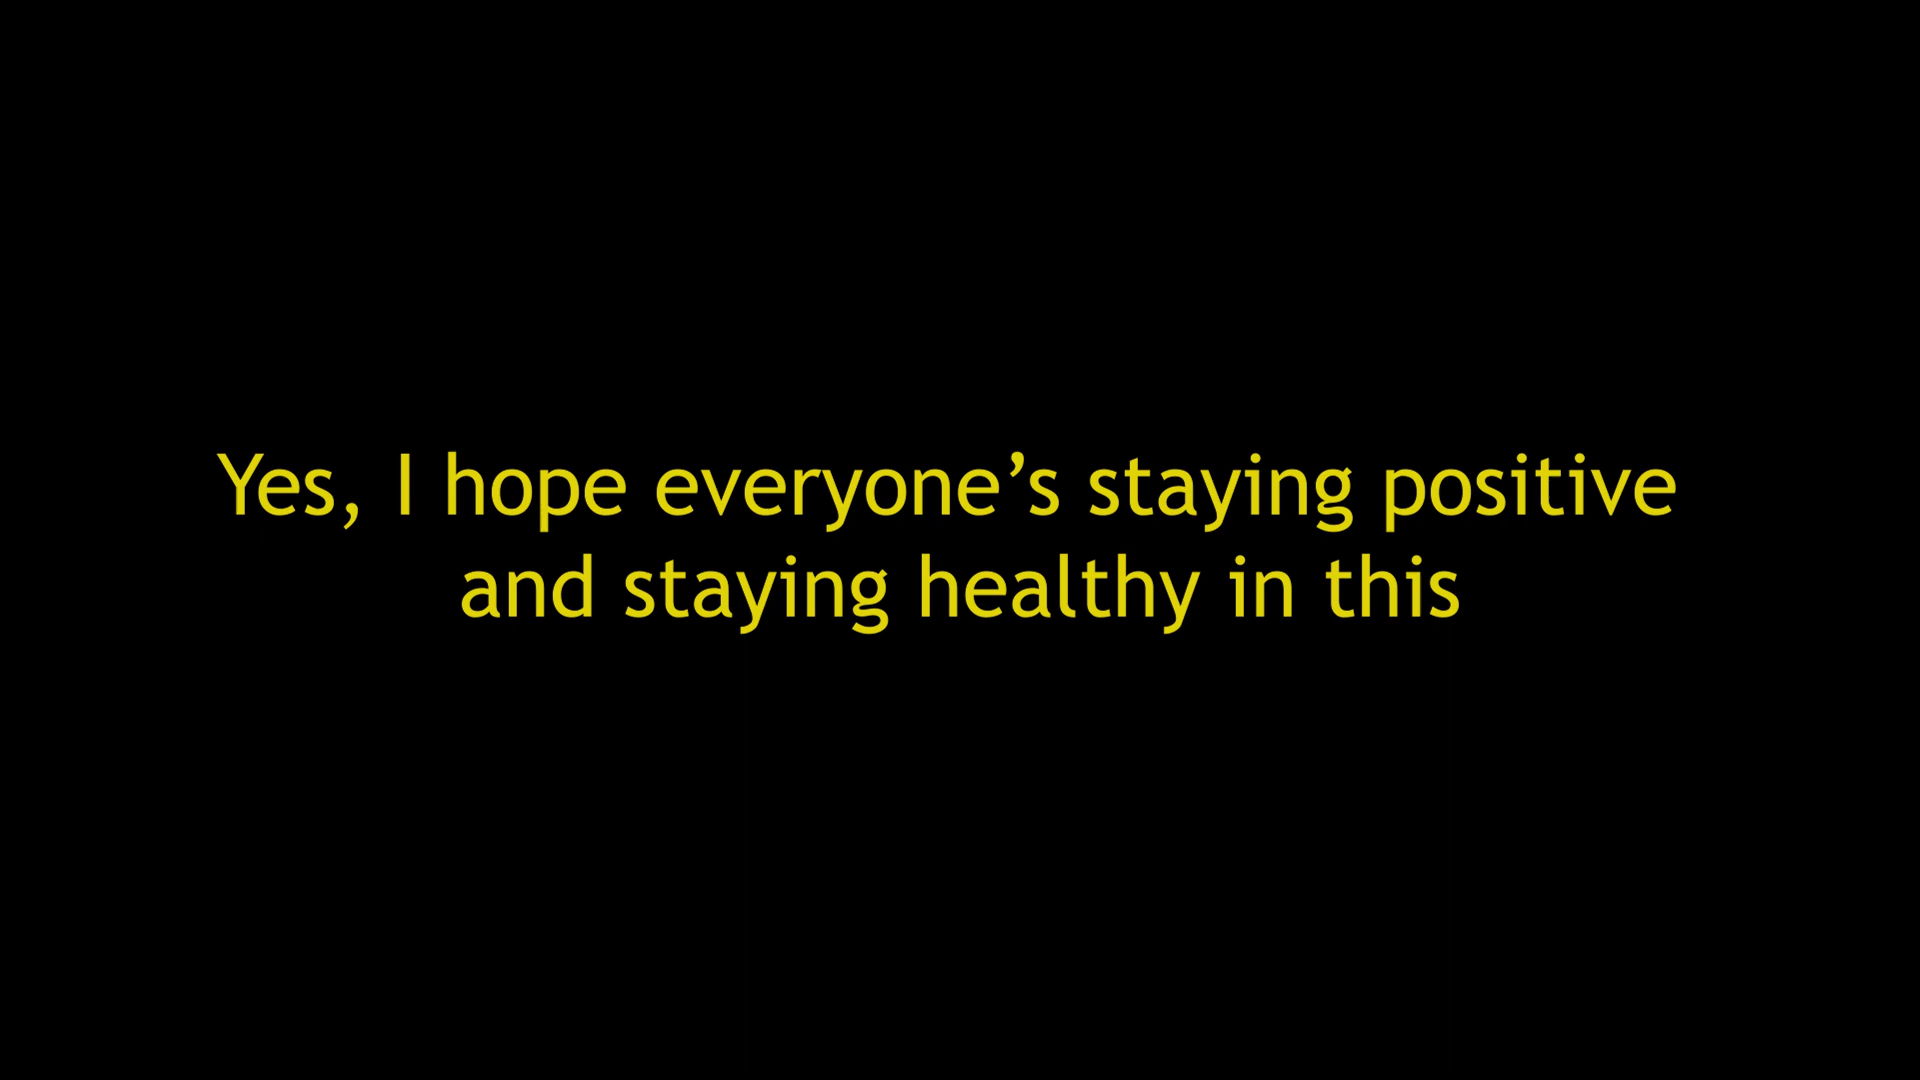 Yes, I hope everyone’s staying positive
and staying healthy in this